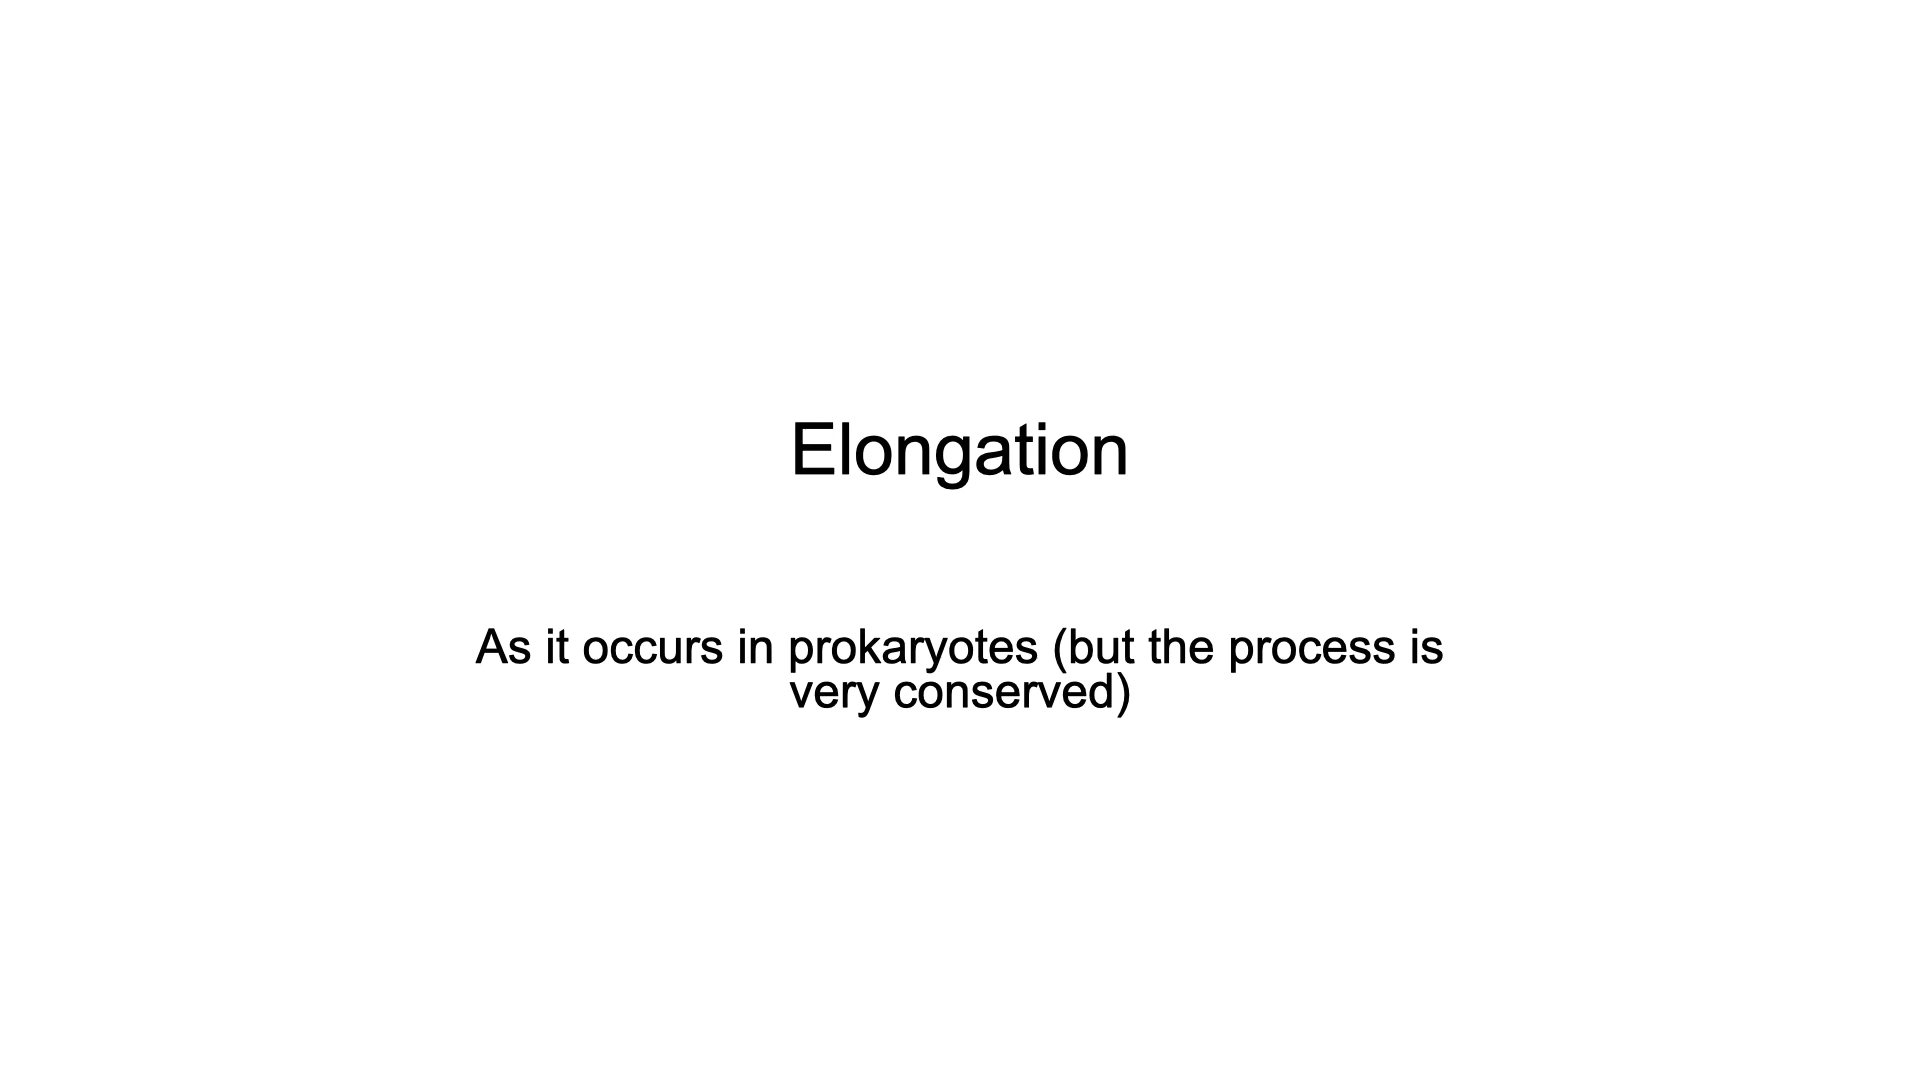 Elongation
As it occurs in prokaryotes (but the process is
very conserved)